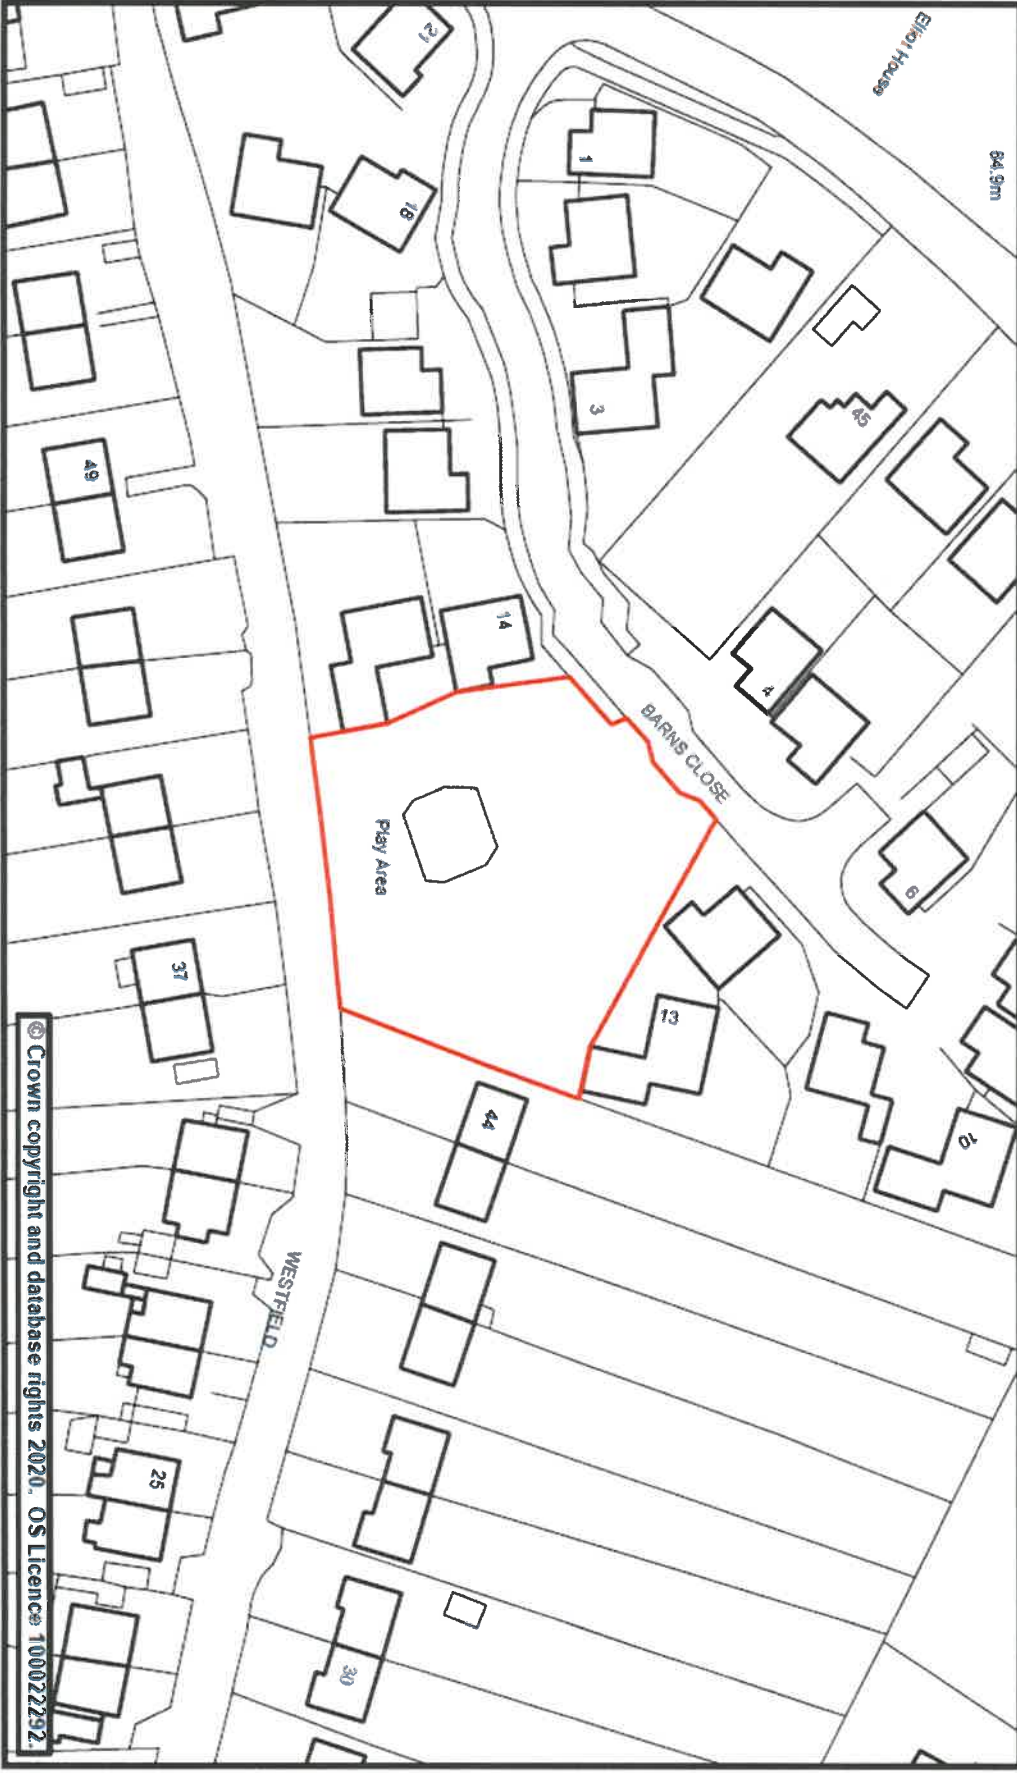 Elliot House
64.9m
21
1
18
3
45
49
14
4
BARNS CLOSE
Play Area
6
37
13
10
44
WESTFIELD
25
30
© Crown copyright and database rights 2020. OS Licence 100022292.